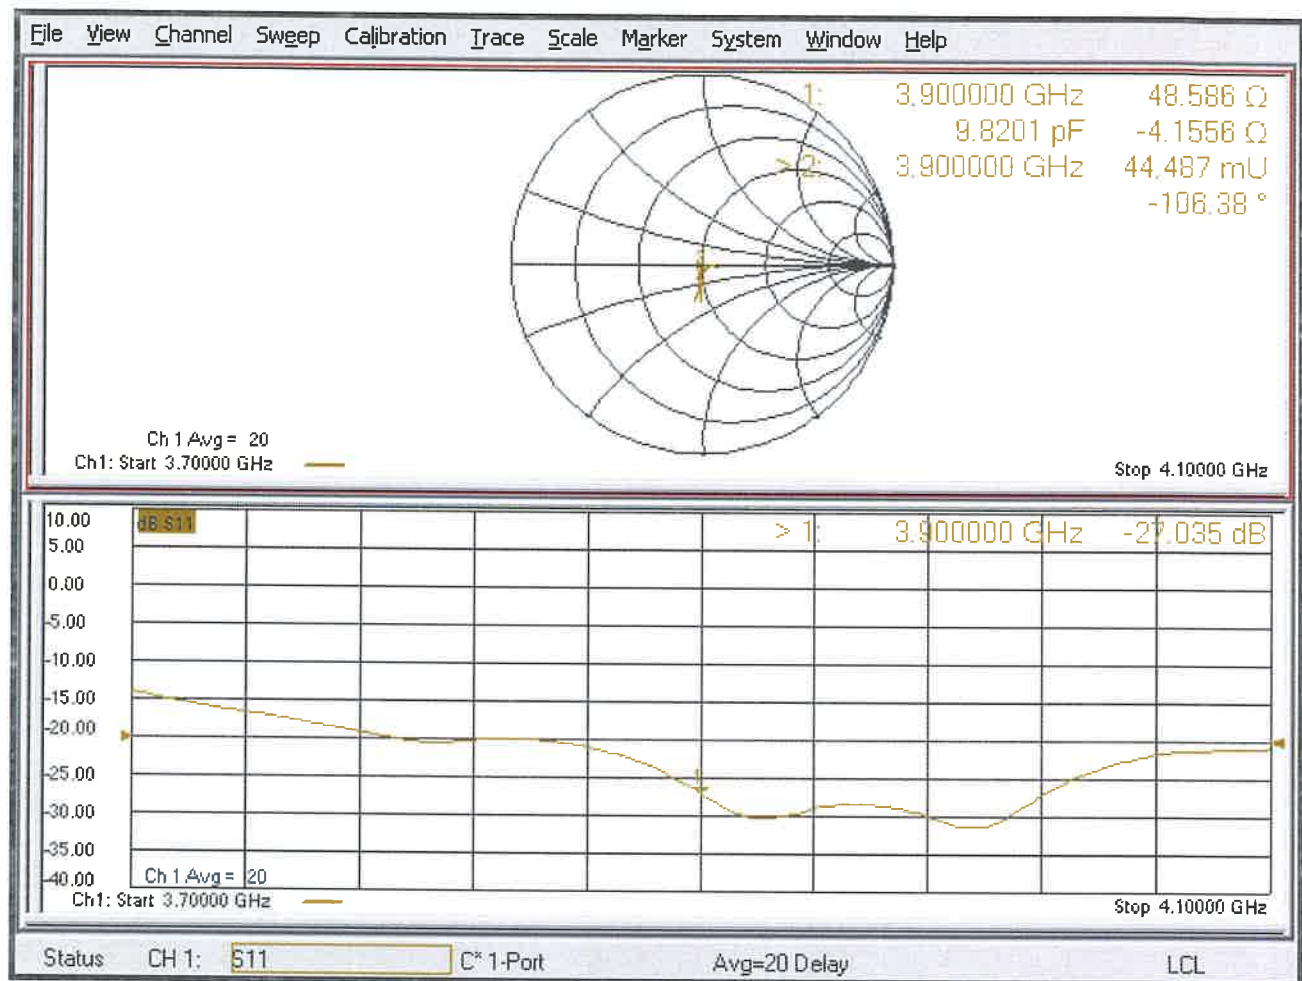 File View Channel Sweep Calibration Trace Scale Marker System Window Help
1: 3.900000 GHz 48.586 Ω
9.8201 pF -4.1556 Ω
> 2: 3.900000 GHz 44.487 mU
-106.38 °
Ch 1 Avg = 20
Ch1: Start 3.70000 GHz
Stop 4.10000 GHz
10.00
dB S11
> 1: 3.900000 GHz -27.035 dB
5.00
0.00
-5.00
-10.00
-15.00
-20.00
-25.00
1
-30.00
-35.00
-40.00
Ch 1 Avg = 20
Ch1: Start 3.70000 GHz
Stop 4.10000 GHz
Status CH 1: S11 C* 1-Port Avg=20 Delay LCL